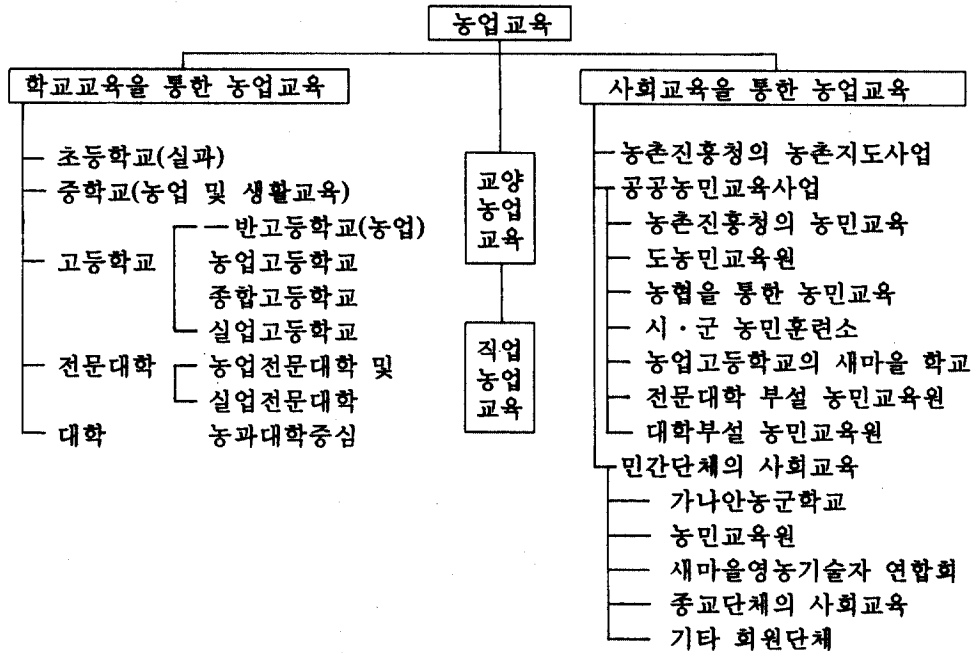 농업교육
학교교육을 통한 농업교육
초등학교(실과)
중학교(농업 및 생활교육)
고등학교
일반고등학교(농업)
농업고등학교
종합고등학교
실업고등학교
전문대학
농업전문대학 및
실업전문대학
대학 농과대학중심
교양
농업
교육
직업
농업
교육
사회교육을 통한 농업교육
농촌진흥청의 농촌지도사업
공공농민교육사업
농촌진흥청의 농민교육
도농민교육원
농협을 통한 농민교육
시·군 농민훈련소
농업고등학교의 새마을 학교
전문대학 부설 농민교육원
대학부설 농민교육원
민간단체의 사회교육
가나안농군학교
농민교육원
새마을영농기술자 연합회
종교단체의 사회교육
기타 회원단체